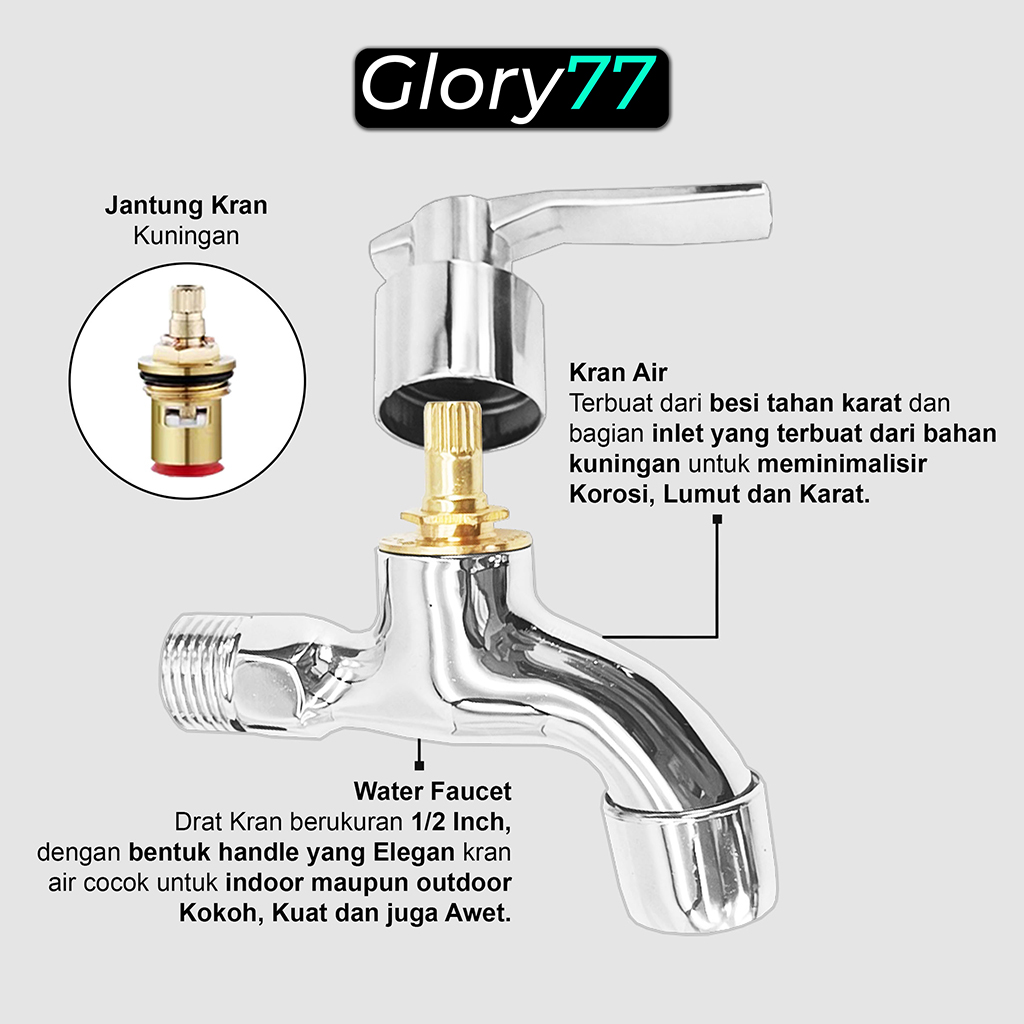 Glory77
Jantung Kran
Kuningan
Kran Air
Terbuat dari besi tahan karat dan
bagian inlet yang terbuat dari bahan
kuningan untuk meminimalisir
Korosi, Lumut dan Karat.
Water Faucet
Drat Kran berukuran 1/2 Inch,
dengan bentuk handle yang Elegan kran
air cocok untuk indoor maupun outdoor
Kokoh, Kuat dan juga Awet.